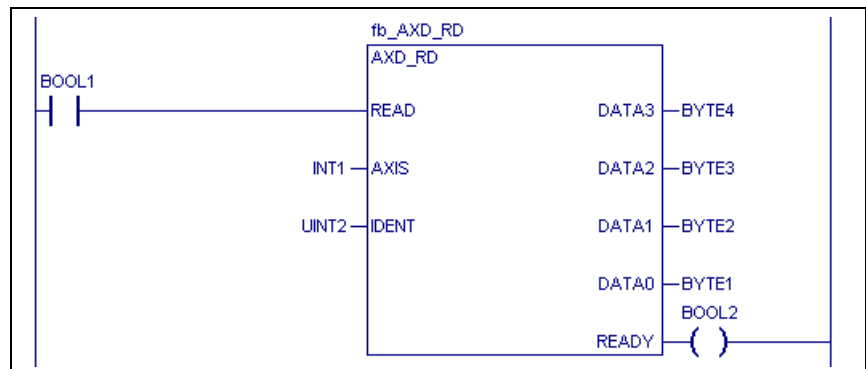 fb_AXD_RD
AXD_RD
BOOL1
READ DATA3 BYTE4
INT1 AXIS DATA2 BYTE3
UINT2 IDENT DATA1 BYTE2
DATA0 BYTE1
BOOL2
READY